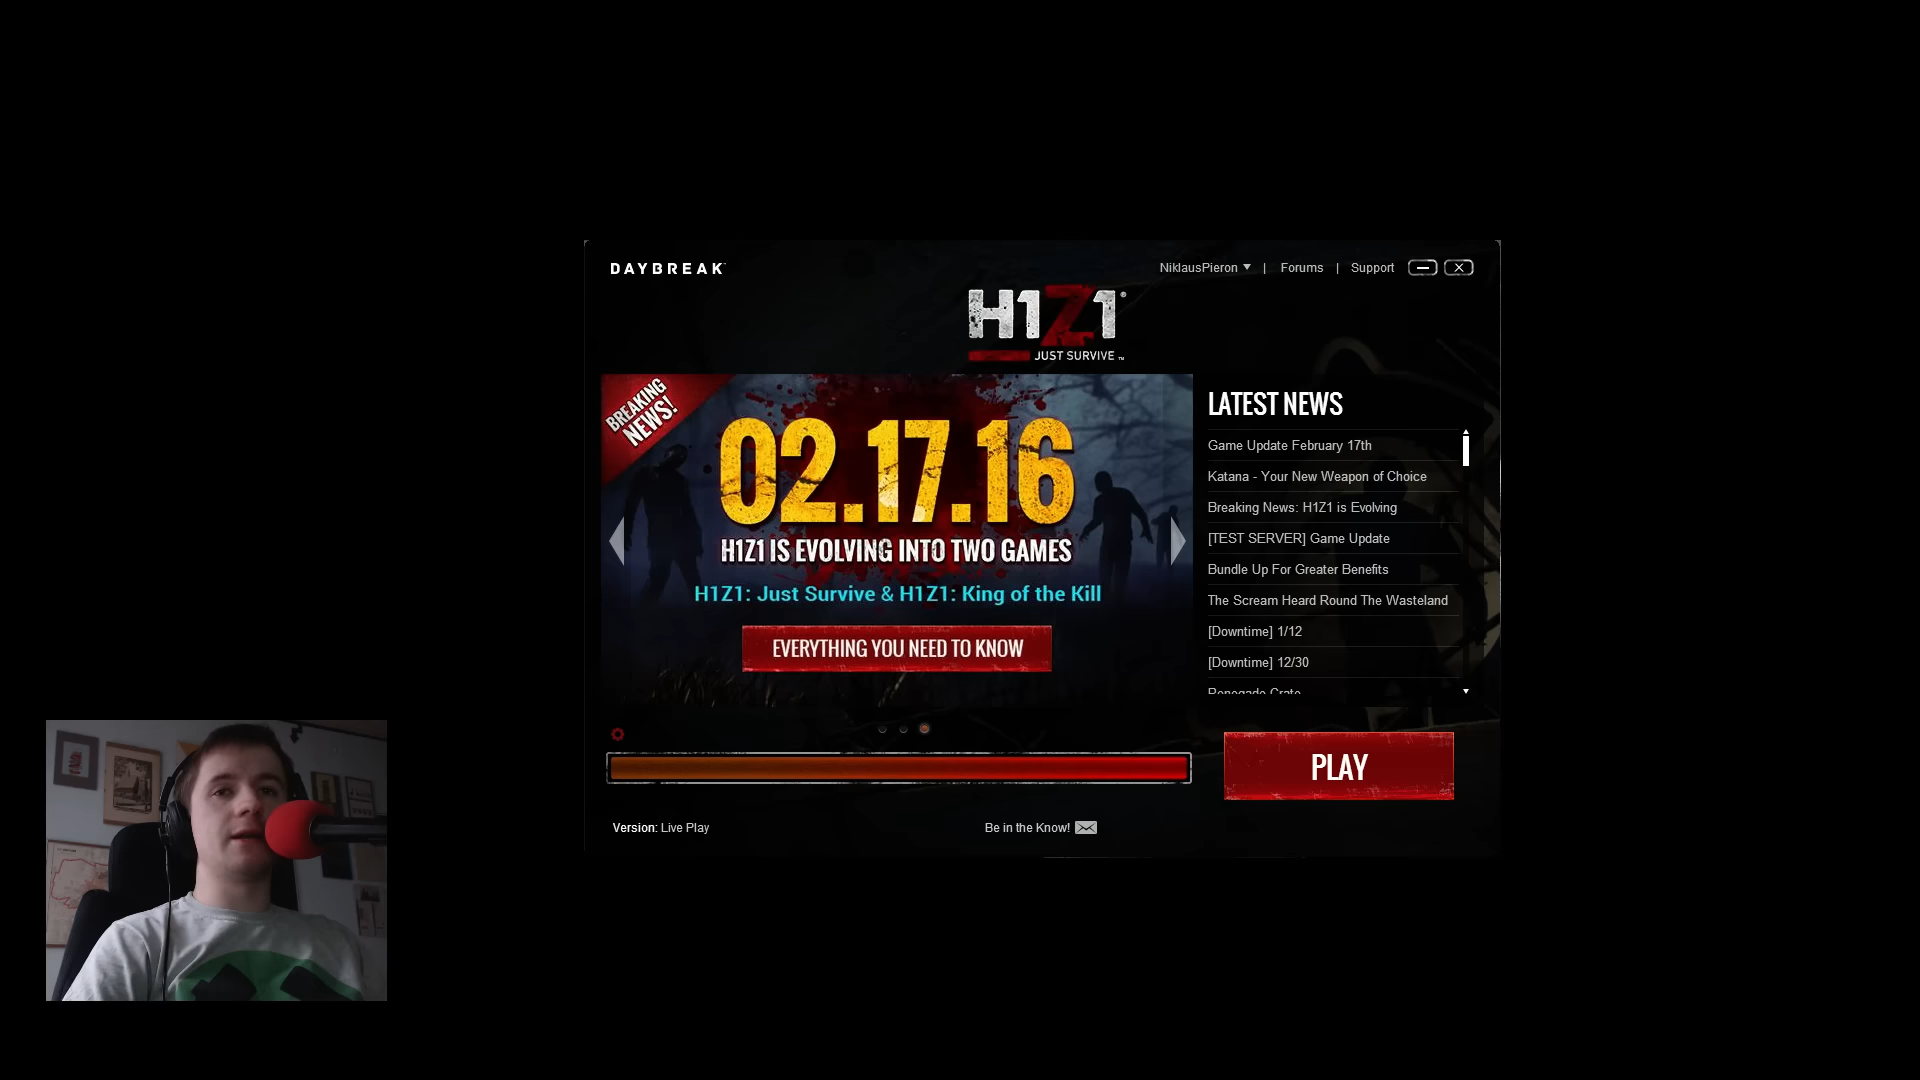 DAYBREAK
NiklausPieron | Forums | Support
H1Z1®
JUST SURVIVE ™
BREAKING
NEWS!
02.17.16
H1Z1 IS EVOLVING INTO TWO GAMES
H1Z1: Just Survive & H1Z1: King of the Kill
EVERYTHING YOU NEED TO KNOW
LATEST NEWS
Game Update February 17th
Katana - Your New Weapon of Choice
Breaking News: H1Z1 is Evolving
[TEST SERVER] Game Update
Bundle Up For Greater Benefits
The Scream Heard Round The Wasteland
[Downtime] 1/12
[Downtime] 12/30
Renegade Crate
PLAY
Version: Live Play
Be in the Know!